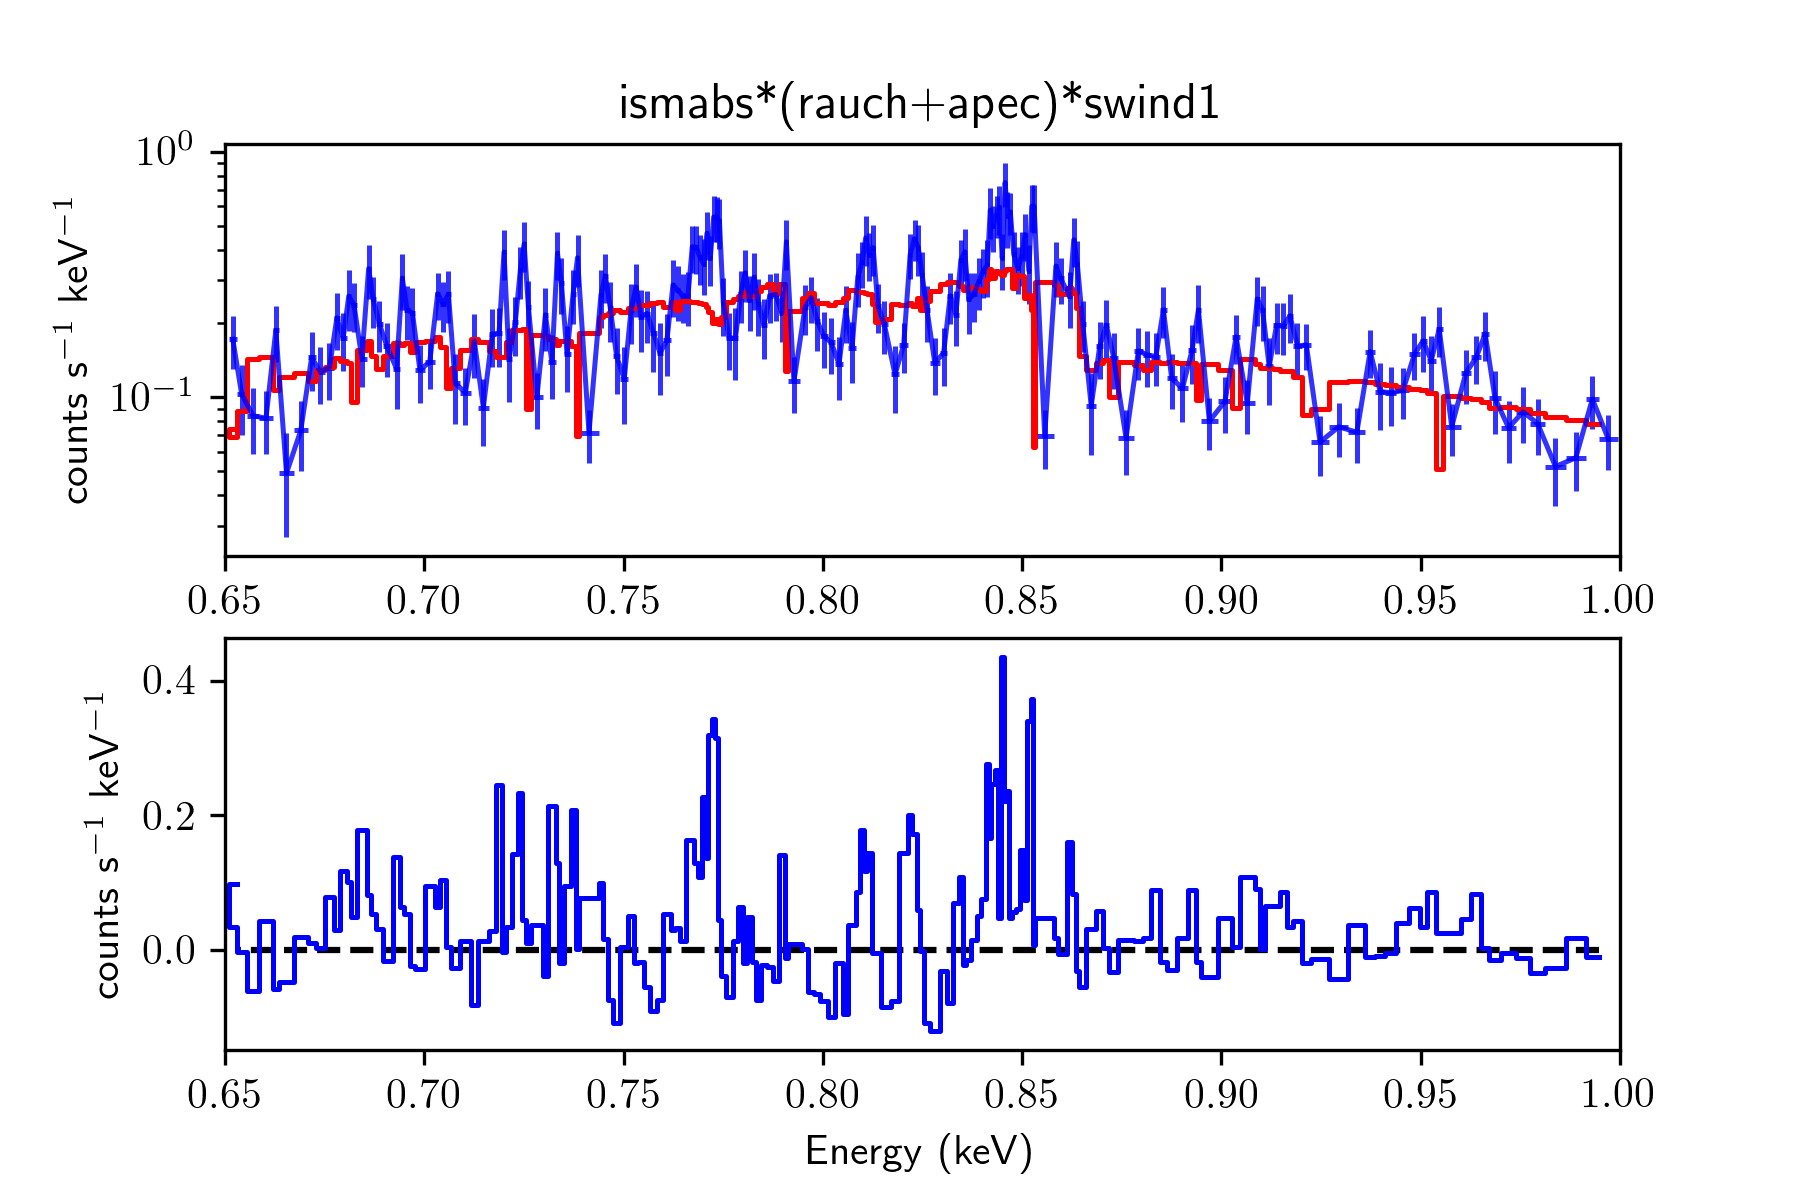 ismabs*(rauch+apec)*swind1
10⁰
10⁻¹
counts s⁻¹ keV⁻¹
0.65 0.70 0.75 0.80 0.85 0.90 0.95 1.00
0.4
0.2
0.0
counts s⁻¹ keV⁻¹
0.65 0.70 0.75 0.80 0.85 0.90 0.95 1.00
Energy (keV)